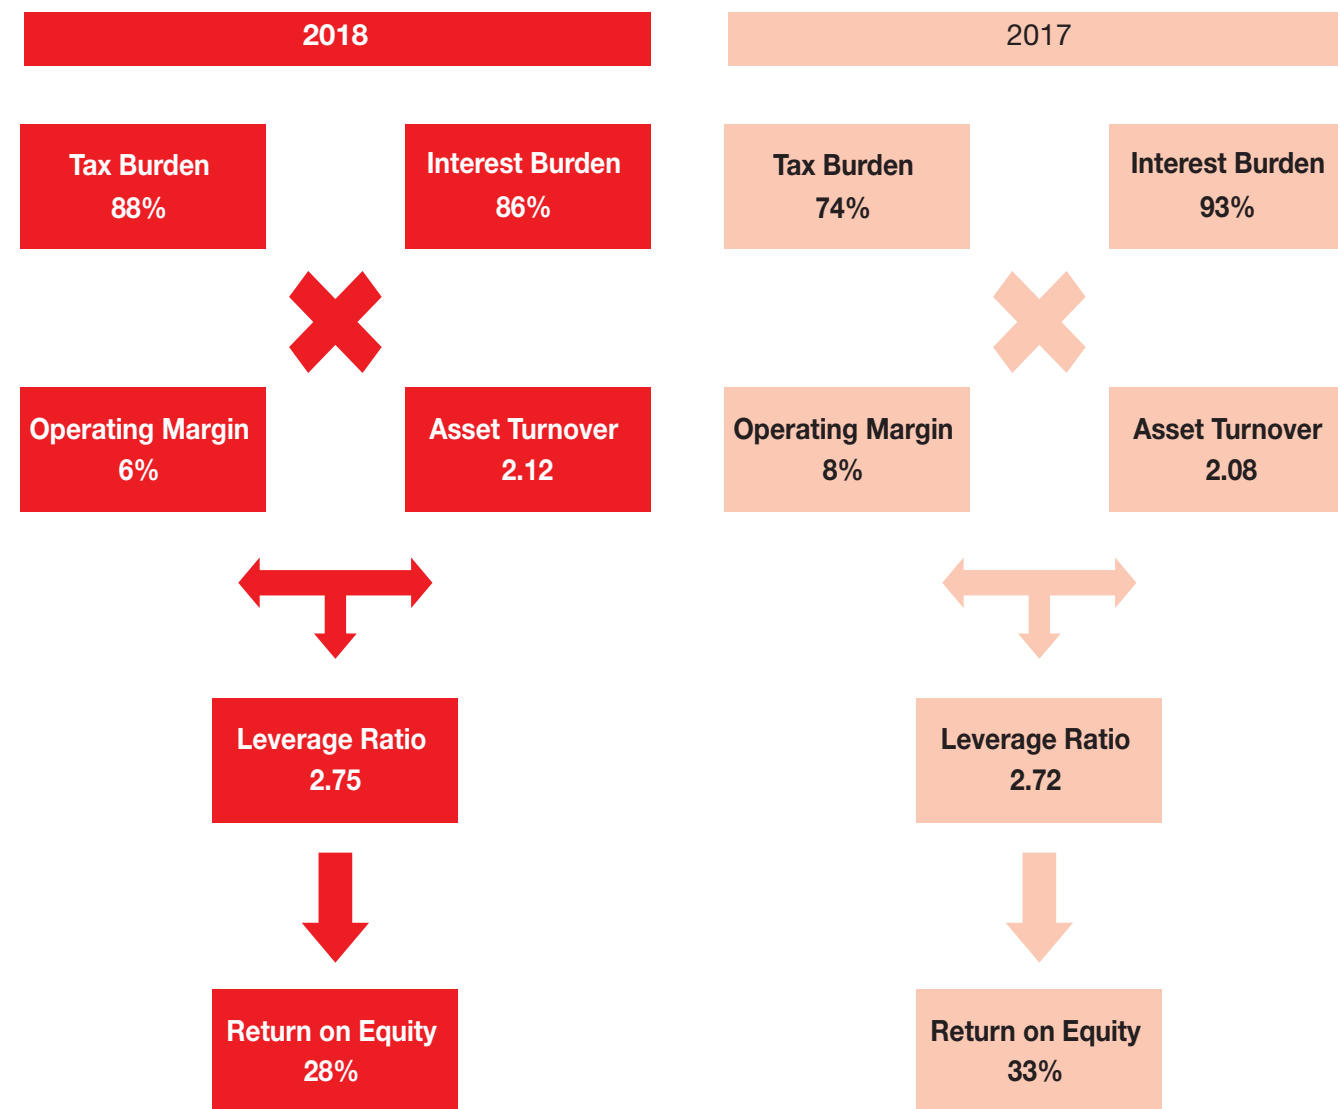 2018
Tax Burden
88%
Interest Burden
86%
Operating Margin
6%
Asset Turnover
2.12
Leverage Ratio
2.75
Return on Equity
28%
2017
Tax Burden
74%
Interest Burden
93%
Operating Margin
8%
Asset Turnover
2.08
Leverage Ratio
2.72
Return on Equity
33%